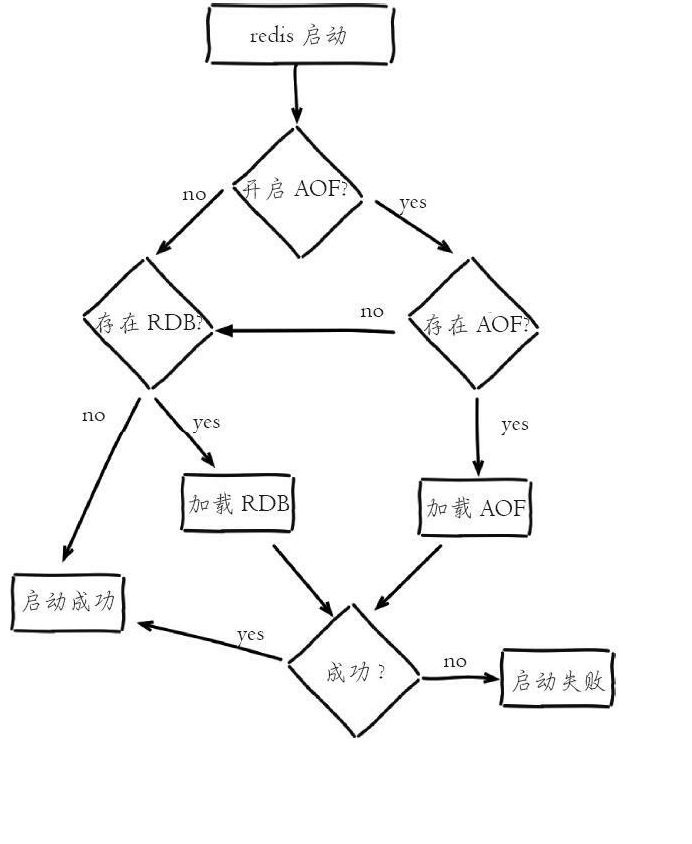 redis 启动
开启 AOF?
no
yes
存在 RDB?
no
存在 AOF?
no
yes
yes
加载 RDB
加载 AOF
启动成功
yes
成功？
no
启动失败